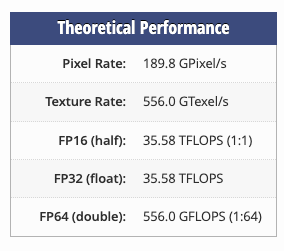 Theoretical Performance
Pixel Rate: 189.8 GPixel/s
Texture Rate: 556.0 GTexel/s
FP16 (half): 35.58 TFLOPS (1:1)
FP32 (float): 35.58 TFLOPS
FP64 (double): 556.0 GFLOPS (1:64)